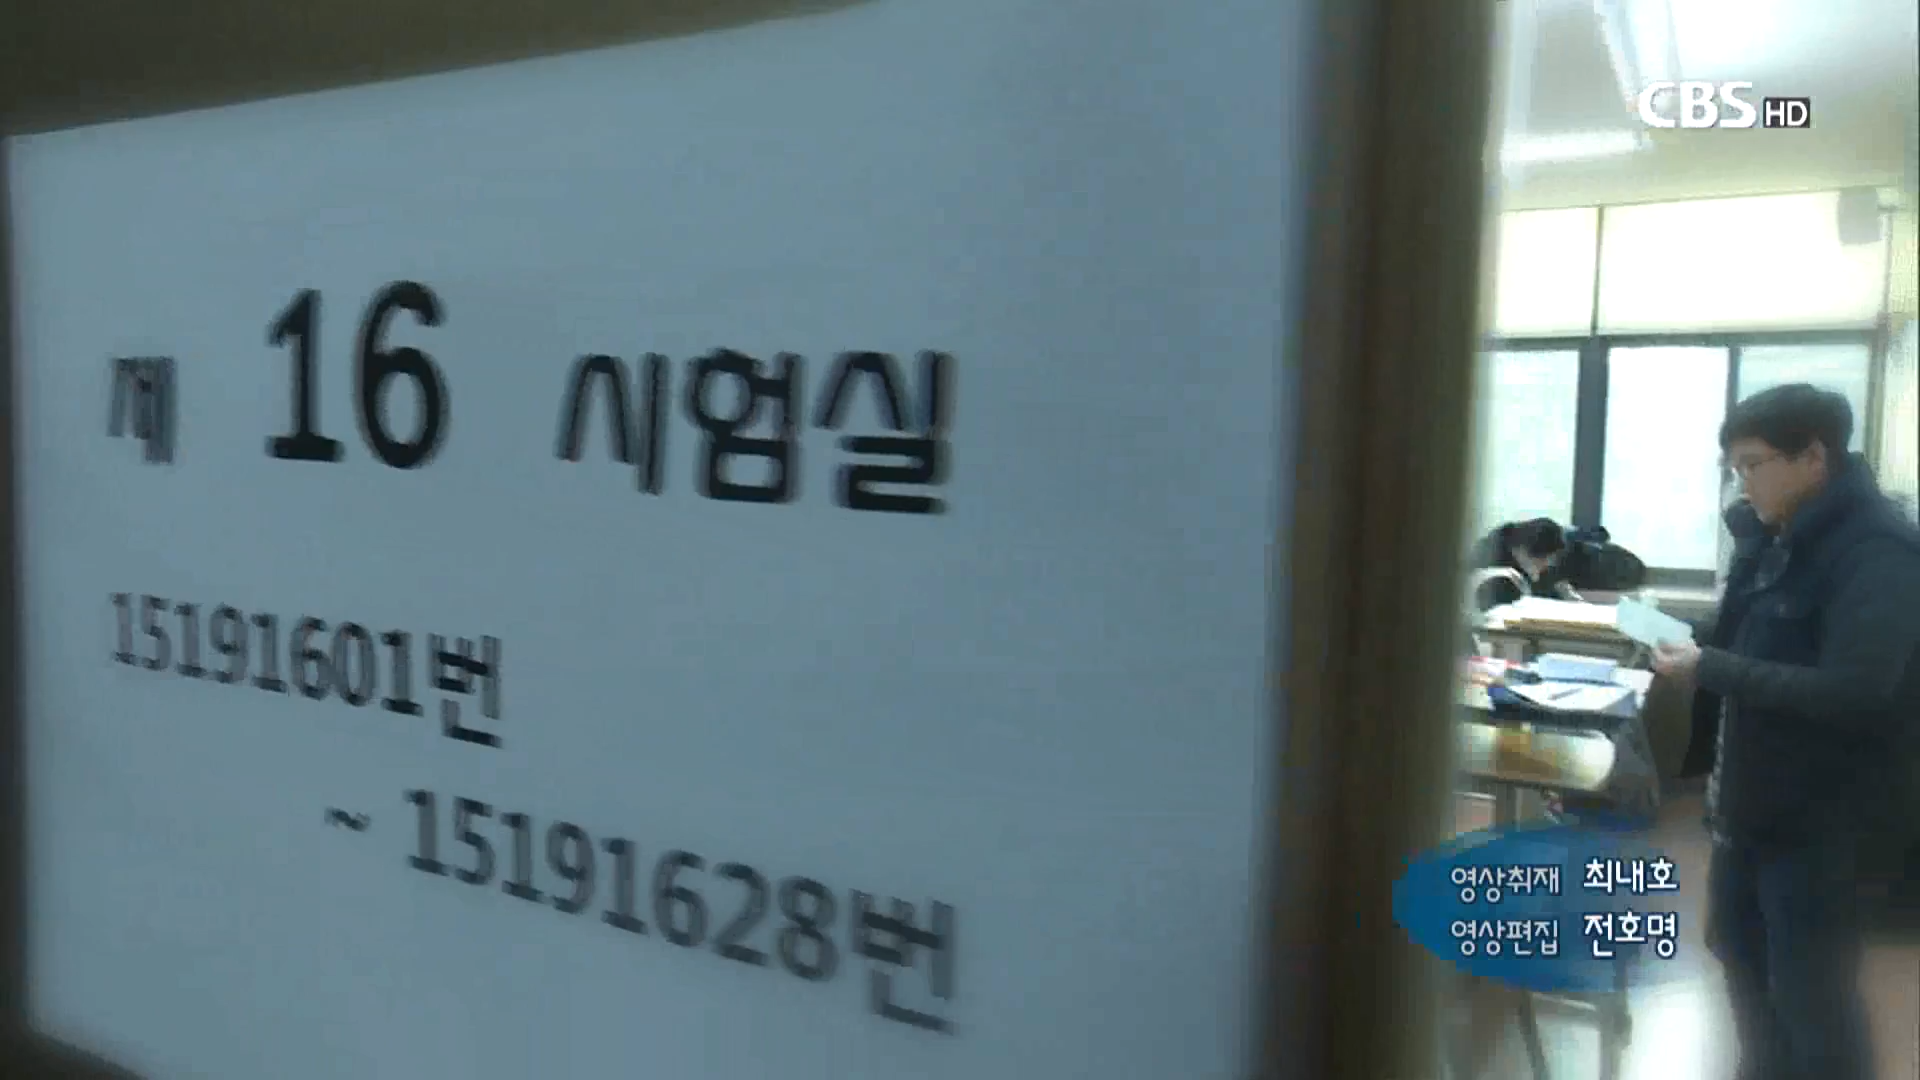 CBS HD
제 16 시험실
15191601번
~ 15191628번
영상취재 최내호
영상편집 전호명